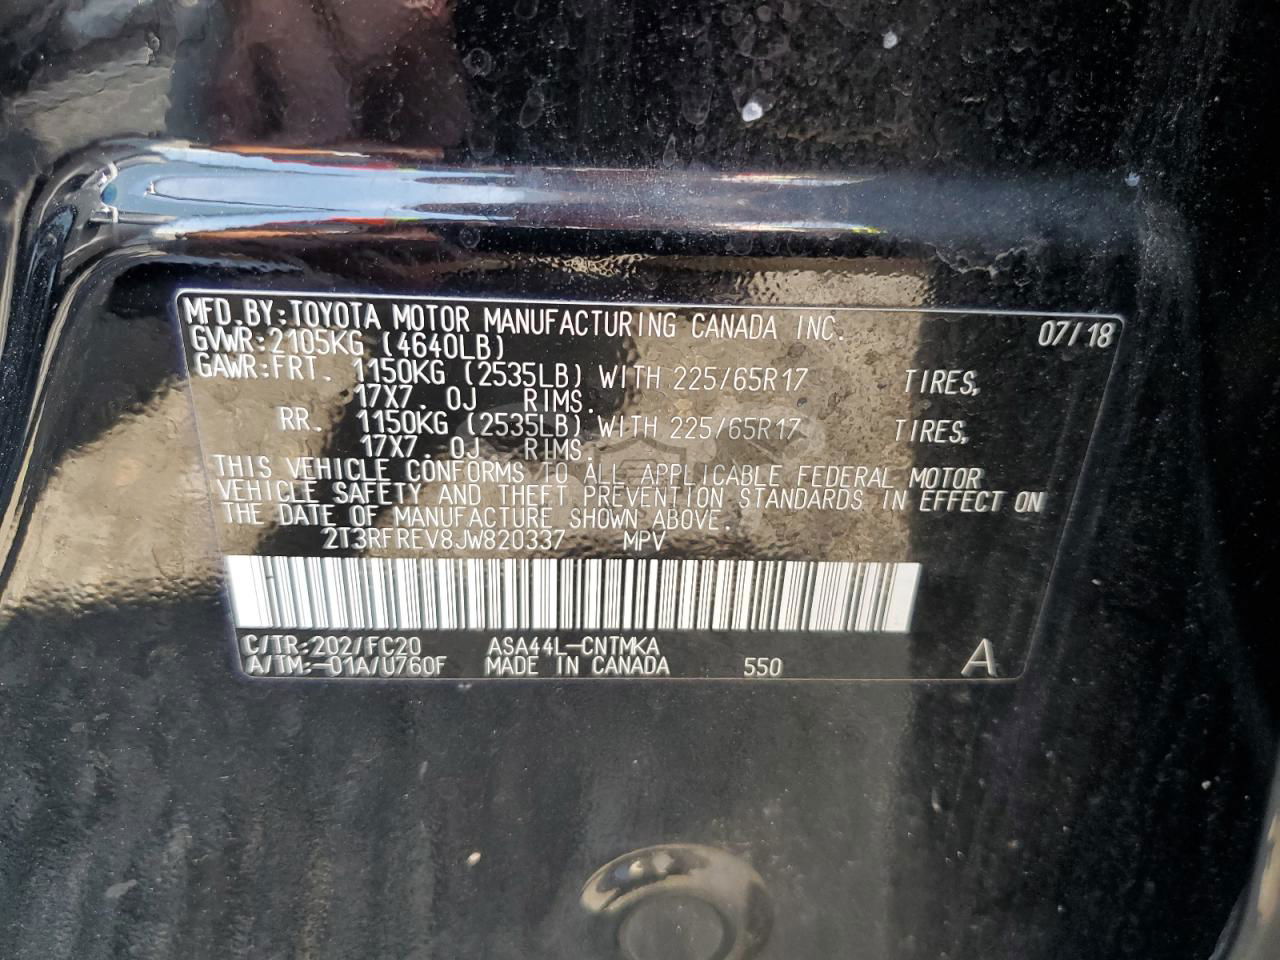 MFD.BY:TOYOTA MOTOR MANUFACTURING CANADA INC. 07/18
GVWR:2105KG (4640LB)
GAWR:FRT. 1150KG (2535LB) WITH 225/65R17 TIRES,
17X7. 0J RIMS.
RR. 1150KG (2535LB) WITH 225/65R17 TIRES,
17X7. 0J RIMS.
THIS VEHICLE CONFORMS TO ALL APPLICABLE FEDERAL MOTOR
VEHICLE SAFETY AND THEFT PREVENTION STANDARDS IN EFFECT ON
THE DATE OF MANUFACTURE SHOWN ABOVE.
2T3RFREV8JW820337 MPV
C/TR:202/FC20 ASA44L-CNTMKA
A/TM:-01A/U760F MADE IN CANADA 550 A